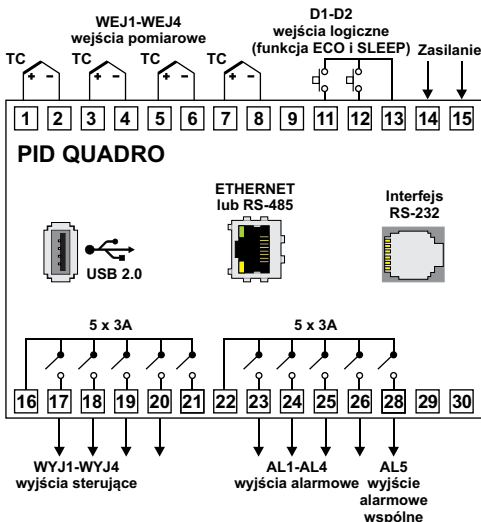 WEJ1-WEJ4
wejścia pomiarowe
D1-D2
wejścia logiczne
(funkcja ECO i SLEEP)
Zasilanie
TC TC TC TC
+ - + - + - + -
1 2 3 4 5 6 7 8 9 11 12 13 14 15
PID QUADRO
USB 2.0
ETHERNET
lub RS-485
Interfejs
RS-232
5 x 3A 5 x 3A
16 17 18 19 20 21 22 23 24 25 26 28 29 30
WYJ1-WYJ4
wyjścia sterujące
AL1-AL4
wyjścia alarmowe
AL5
wyjście
alarmowe
wspólne